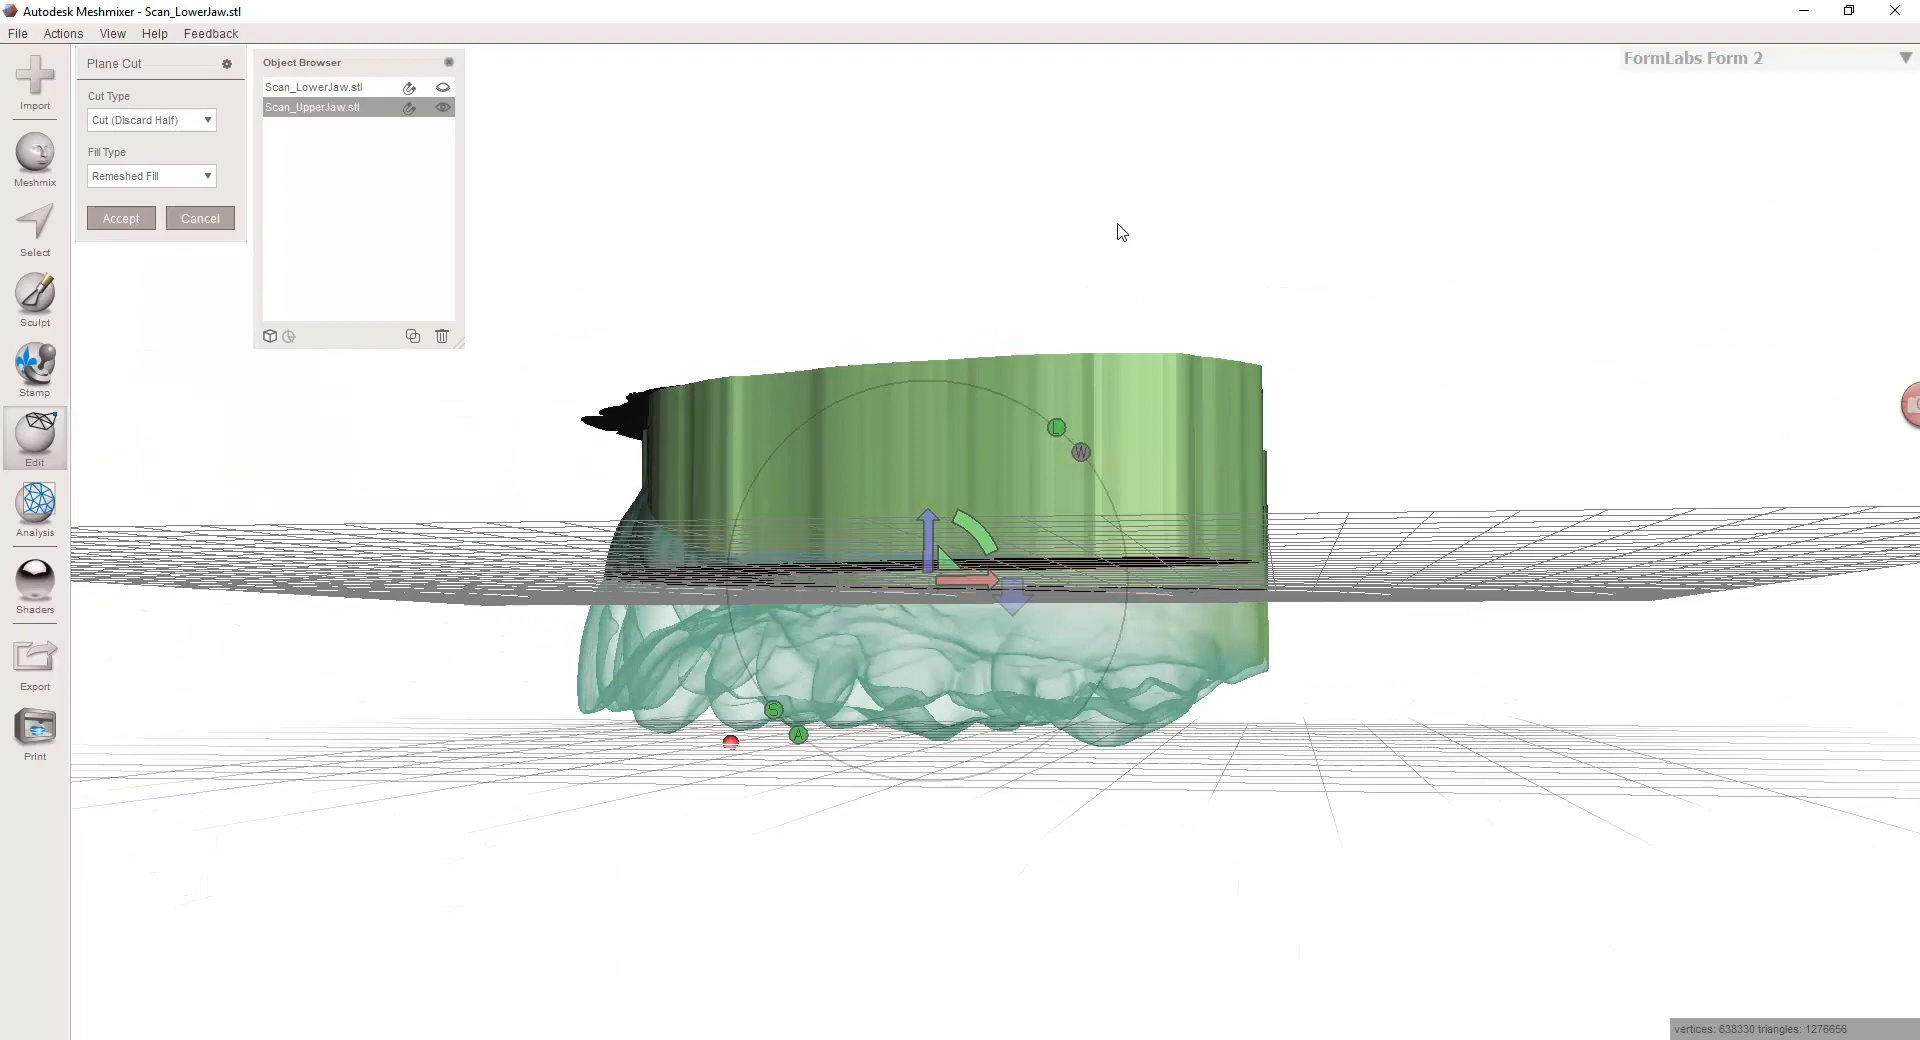 Autodesk Meshmixer - Scan_LowerJaw.stl
File Actions View Help Feedback
Plane Cut
Cut Type
Cut (Discard Half)
Fill Type
Remeshed Fill
Accept Cancel
Object Browser
Scan_LowerJaw.stl
Scan_UpperJaw.stl
FormLabs Form 2
Import
Meshmix
Select
Sculpt
Stamp
Edit
Analysis
Shaders
Export
Print
L
W
S
A
vertices: 638330 triangles: 1276656